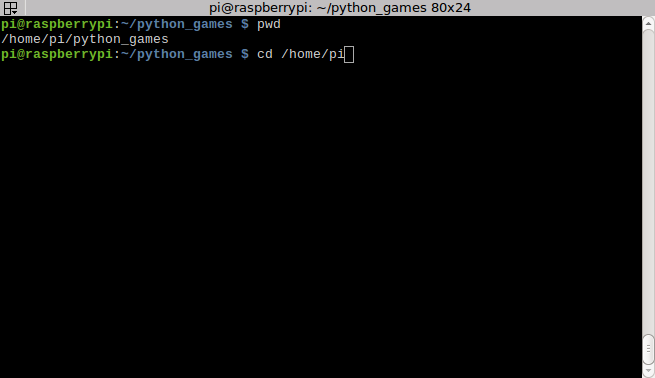 pi@raspberrypi: ~/python_games 80x24
pi@raspberrypi:~/python_games $ pwd
/home/pi/python_games
pi@raspberrypi:~/python_games $ cd /home/pi